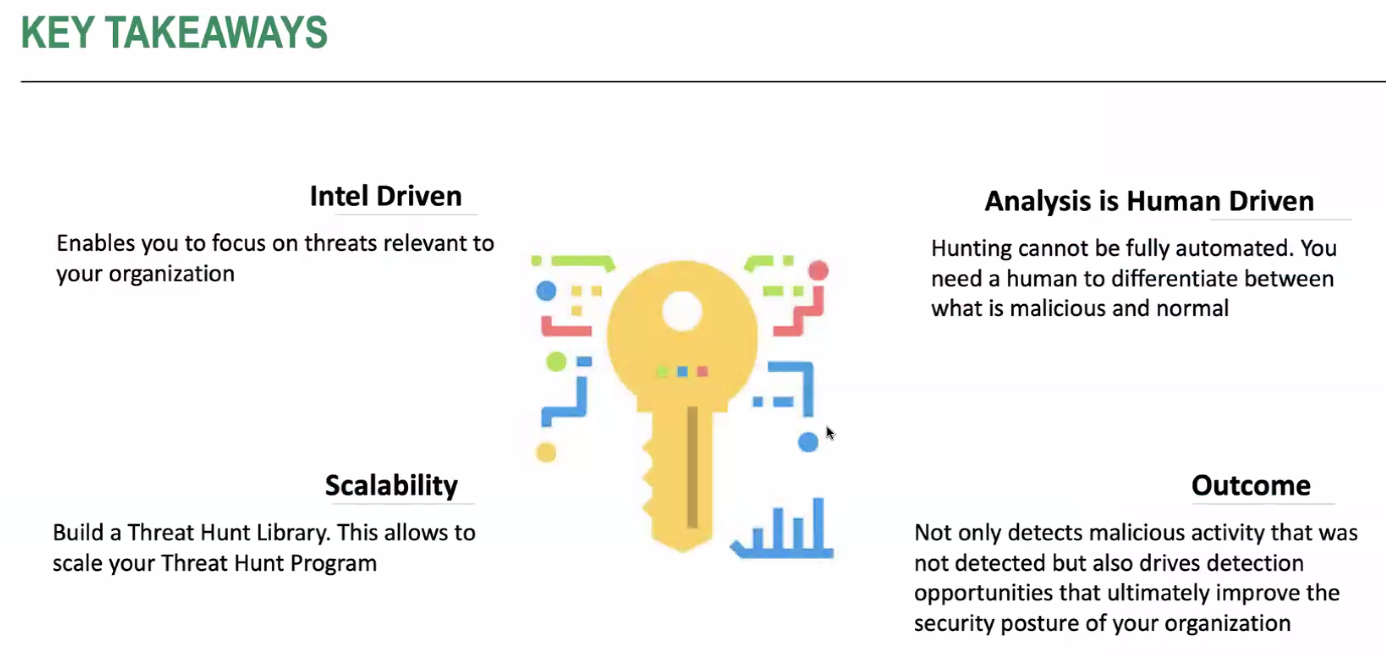 KEY TAKEAWAYS
Intel Driven
Enables you to focus on threats relevant to
your organization
Analysis is Human Driven
Hunting cannot be fully automated. You
need a human to differentiate between
what is malicious and normal
Scalability
Build a Threat Hunt Library. This allows to
scale your Threat Hunt Program
Outcome
Not only detects malicious activity that was
not detected but also drives detection
opportunities that ultimately improve the
security posture of your organization